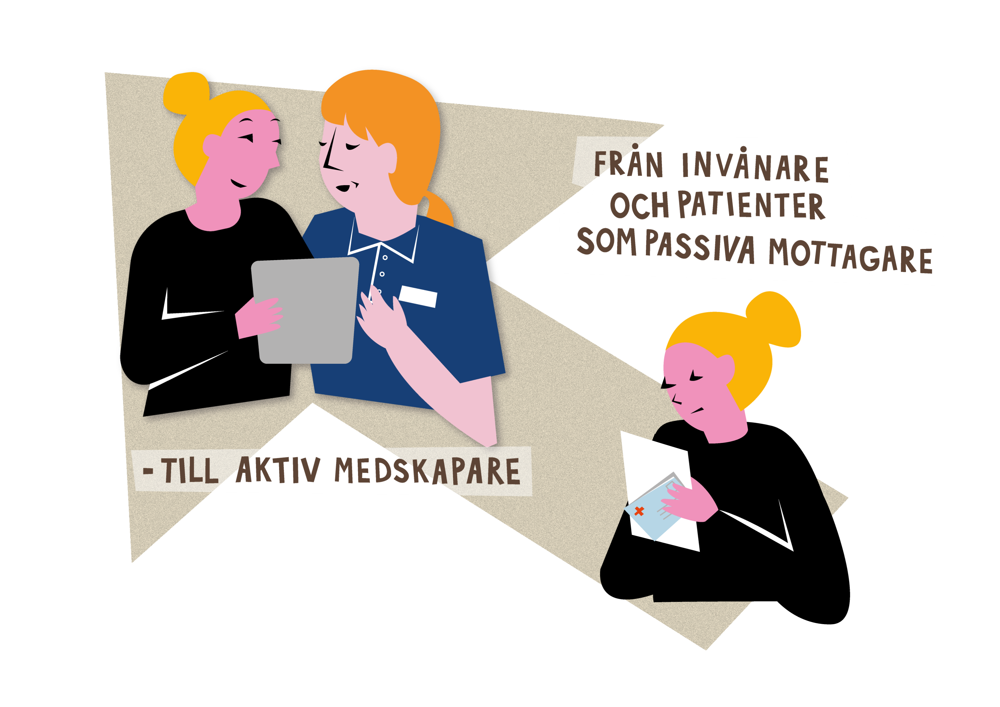 FRÅN INVÅNARE
OCH PATIENTER
SOM PASSIVA MOTTAGARE
- TILL AKTIV MEDSKAPARE